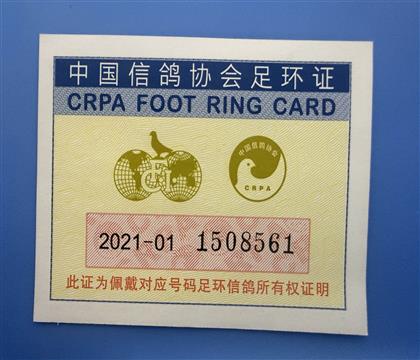 中国信鸽协会足环证
CRPA FOOT RING CARD
中国信鸽协会
CRPA
2021-01 1508561
此证为佩戴对应号码足环信鸽所有权证明